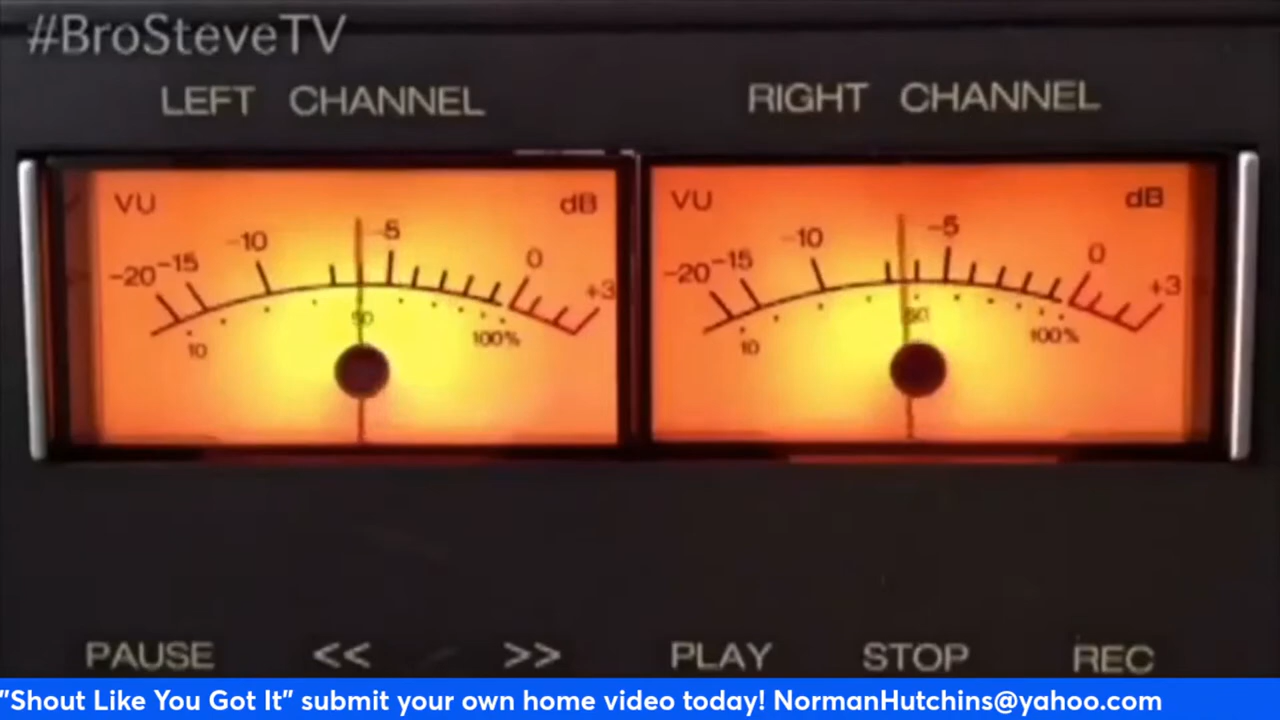 #BroSteveTV
LEFT CHANNEL
RIGHT CHANNEL
VU dB
-20 -15 -10 -5 0 +3
10 50 100%
VU dB
-20 -15 -10 -5 0 +3
10 50 100%
PAUSE << >> PLAY STOP REC
"Shout Like You Got It" submit your own home video today! NormanHutchins@yahoo.com